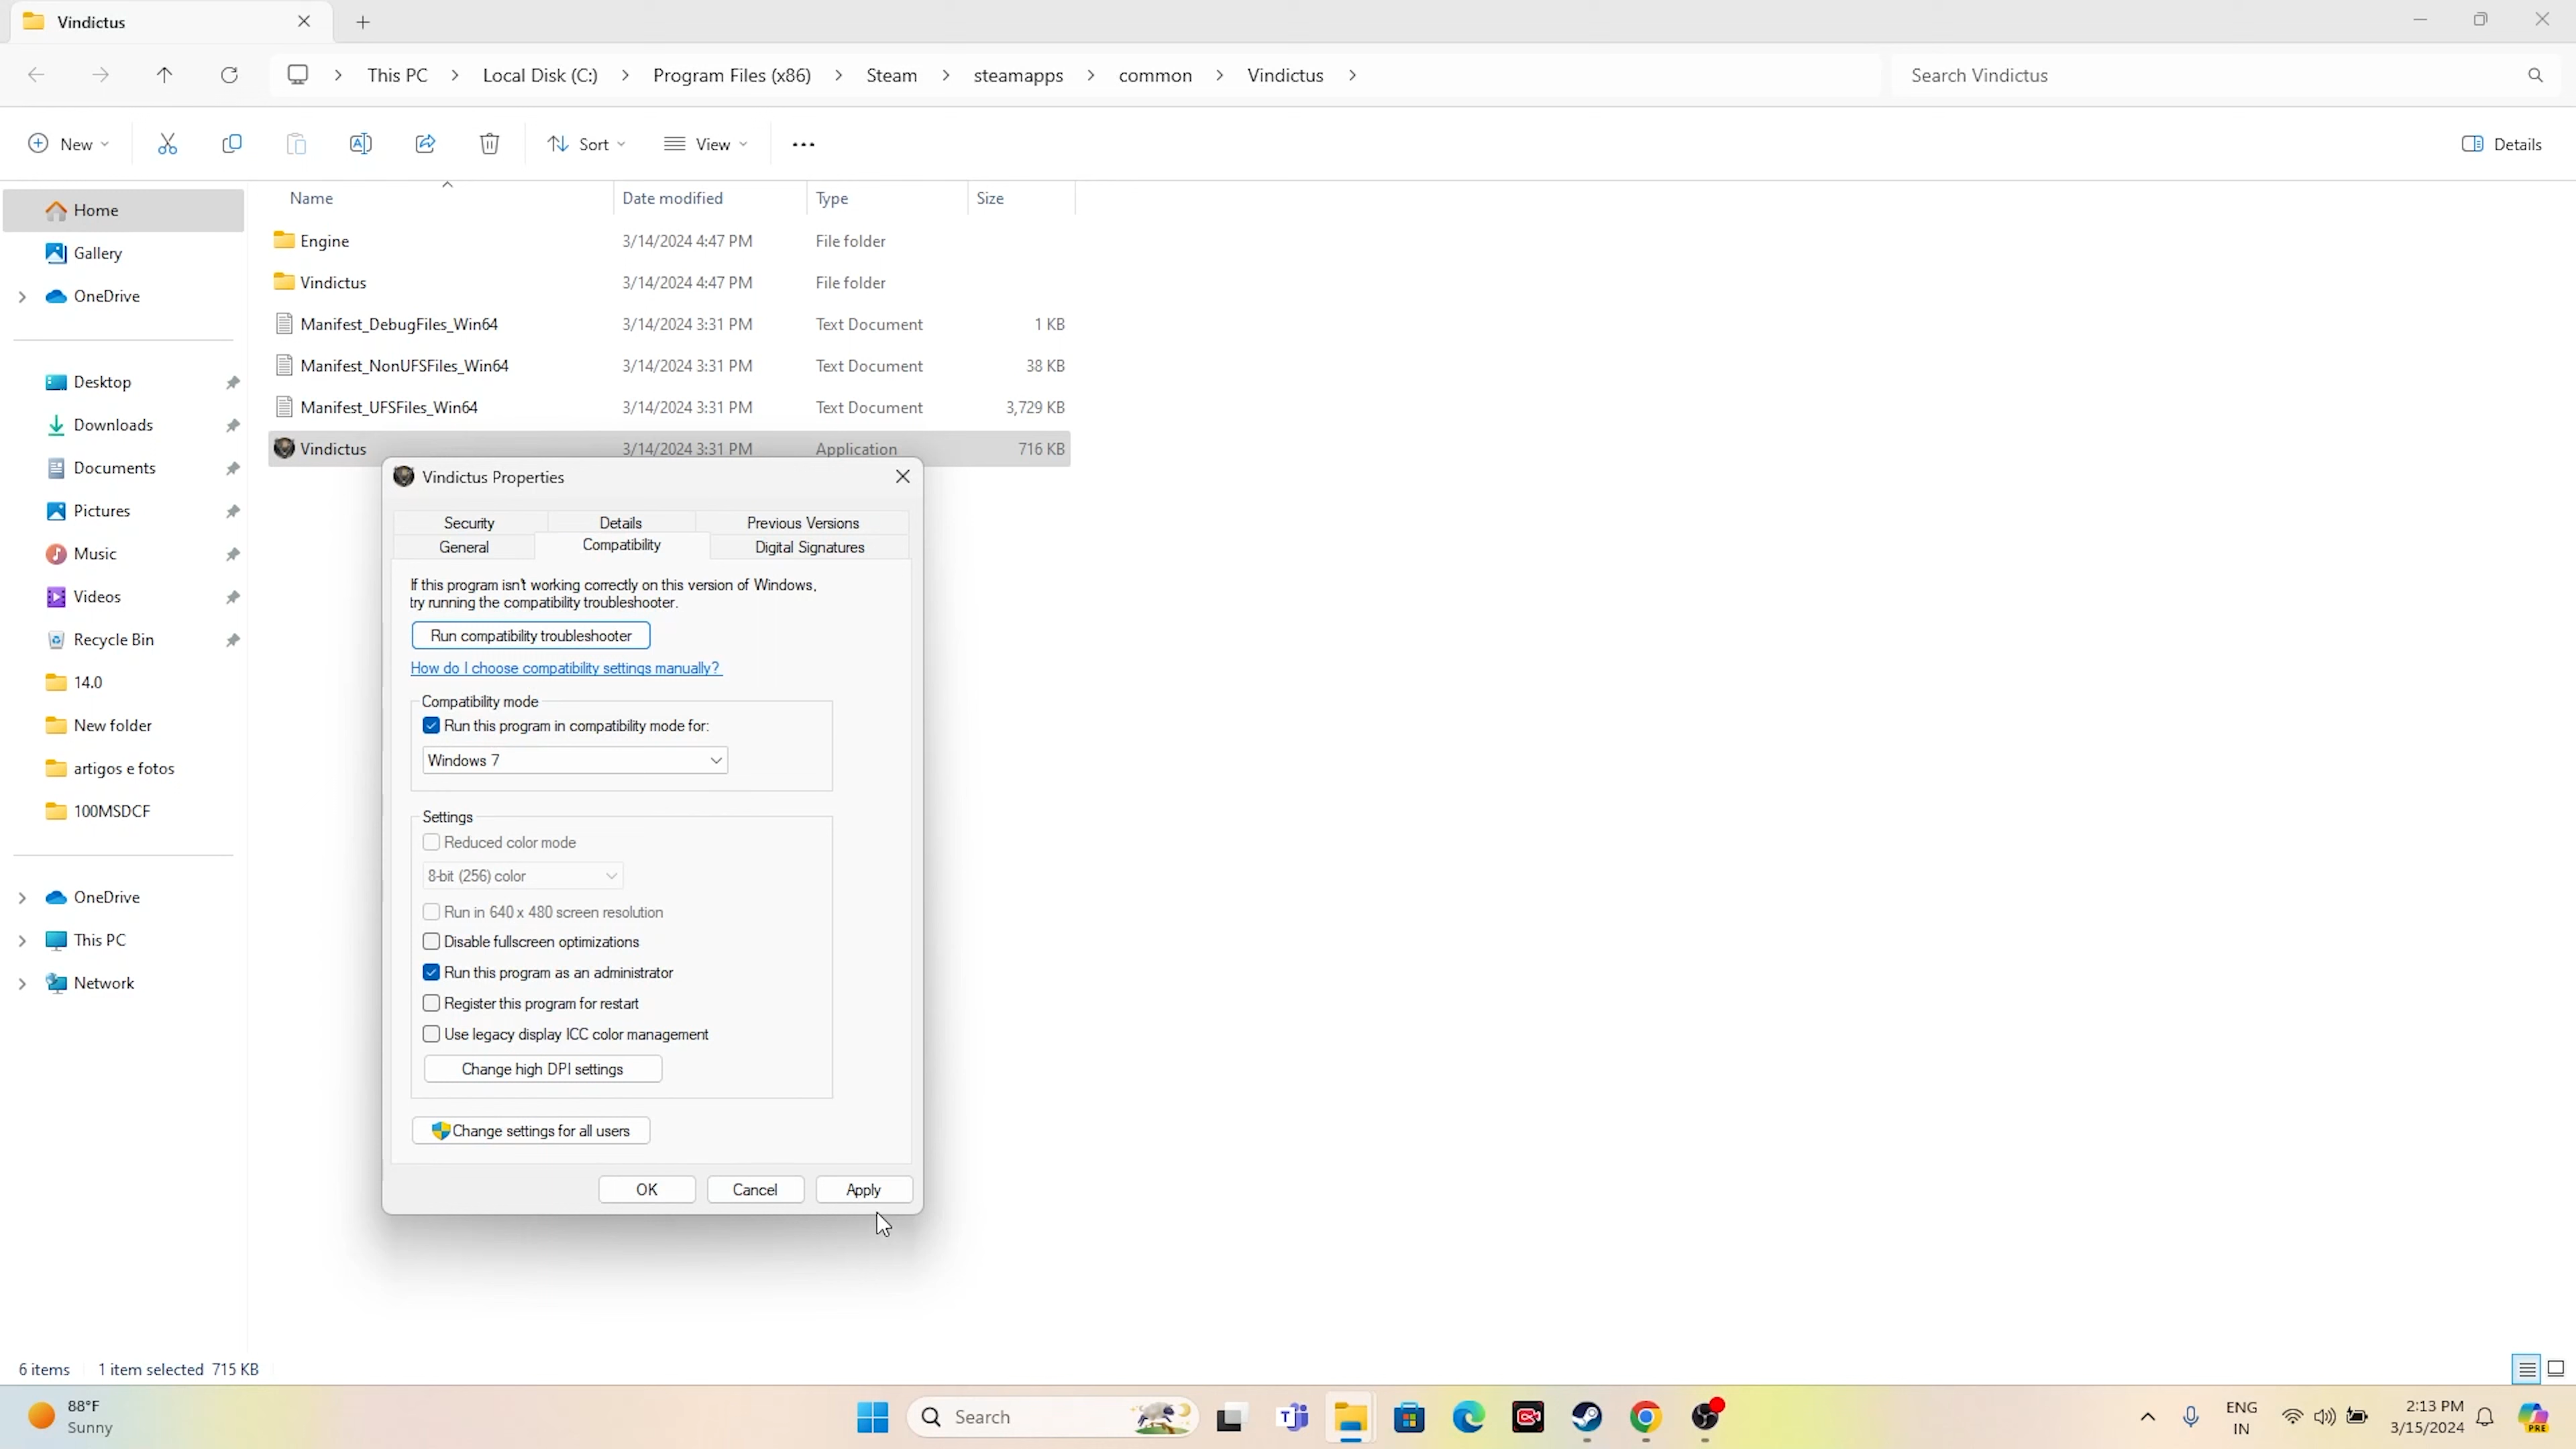 Vindictus
This PC > Local Disk (C:) > Program Files (x86) > Steam > steamapps > common > Vindictus >
Search Vindictus
New
Sort
View
Details
Home
Gallery
OneDrive
Desktop
Downloads
Documents
Pictures
Music
Videos
Recycle Bin
14.0
New folder
artigos e fotos
100MSDCF
OneDrive
This PC
Network
Name Date modified Type Size
Engine 3/14/2024 4:47 PM File folder
Vindictus 3/14/2024 4:47 PM File folder
Manifest_DebugFiles_Win64 3/14/2024 3:31 PM Text Document 1 KB
Manifest_NonUFSFiles_Win64 3/14/2024 3:31 PM Text Document 38 KB
Manifest_UFSFiles_Win64 3/14/2024 3:31 PM Text Document 3,729 KB
Vindictus 3/14/2024 3:31 PM Application 716 KB
Vindictus Properties
Security Details Previous Versions
General Compatibility Digital Signatures
If this program isn't working correctly on this version of Windows,
try running the compatibility troubleshooter.
Run compatibility troubleshooter
How do I choose compatibility settings manually?
Compatibility mode
Run this program in compatibility mode for:
Windows 7
Settings
Reduced color mode
8-bit (256) color
Run in 640 x 480 screen resolution
Disable fullscreen optimizations
Run this program as an administrator
Register this program for restart
Use legacy display ICC color management
Change high DPI settings
Change settings for all users
OK Cancel Apply
6 items 1 item selected 715 KB
88°F
Sunny
Search
ENG
IN
2:13 PM
3/15/2024
PRE